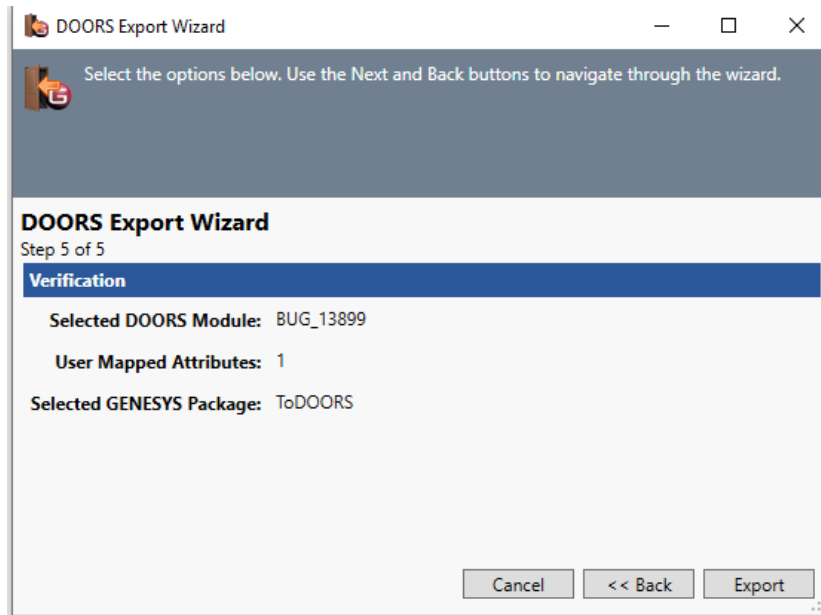 DOORS Export Wizard
Select the options below. Use the Next and Back buttons to navigate through the wizard.
DOORS Export Wizard
Step 5 of 5
Verification
Selected DOORS Module: BUG_13899
User Mapped Attributes: 1
Selected GENESYS Package: ToDOORS
Cancel << Back Export